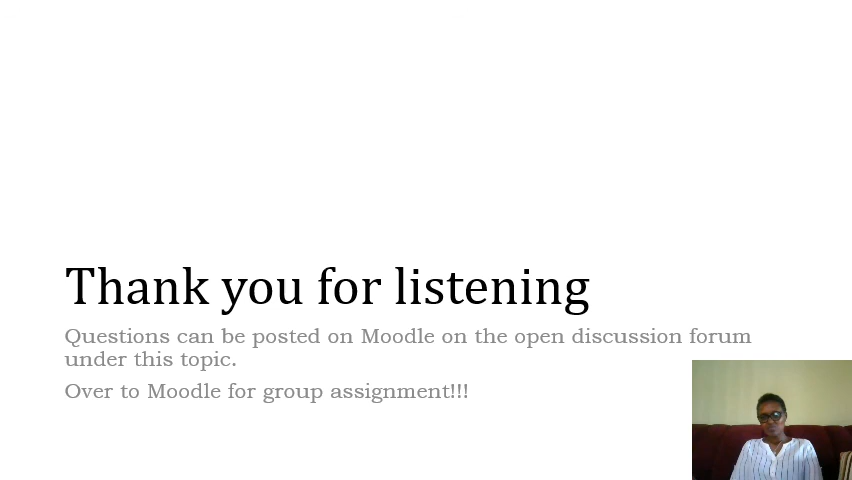 Thank you for listening
Questions can be posted on Moodle on the open discussion forum
under this topic.
Over to Moodle for group assignment!!!